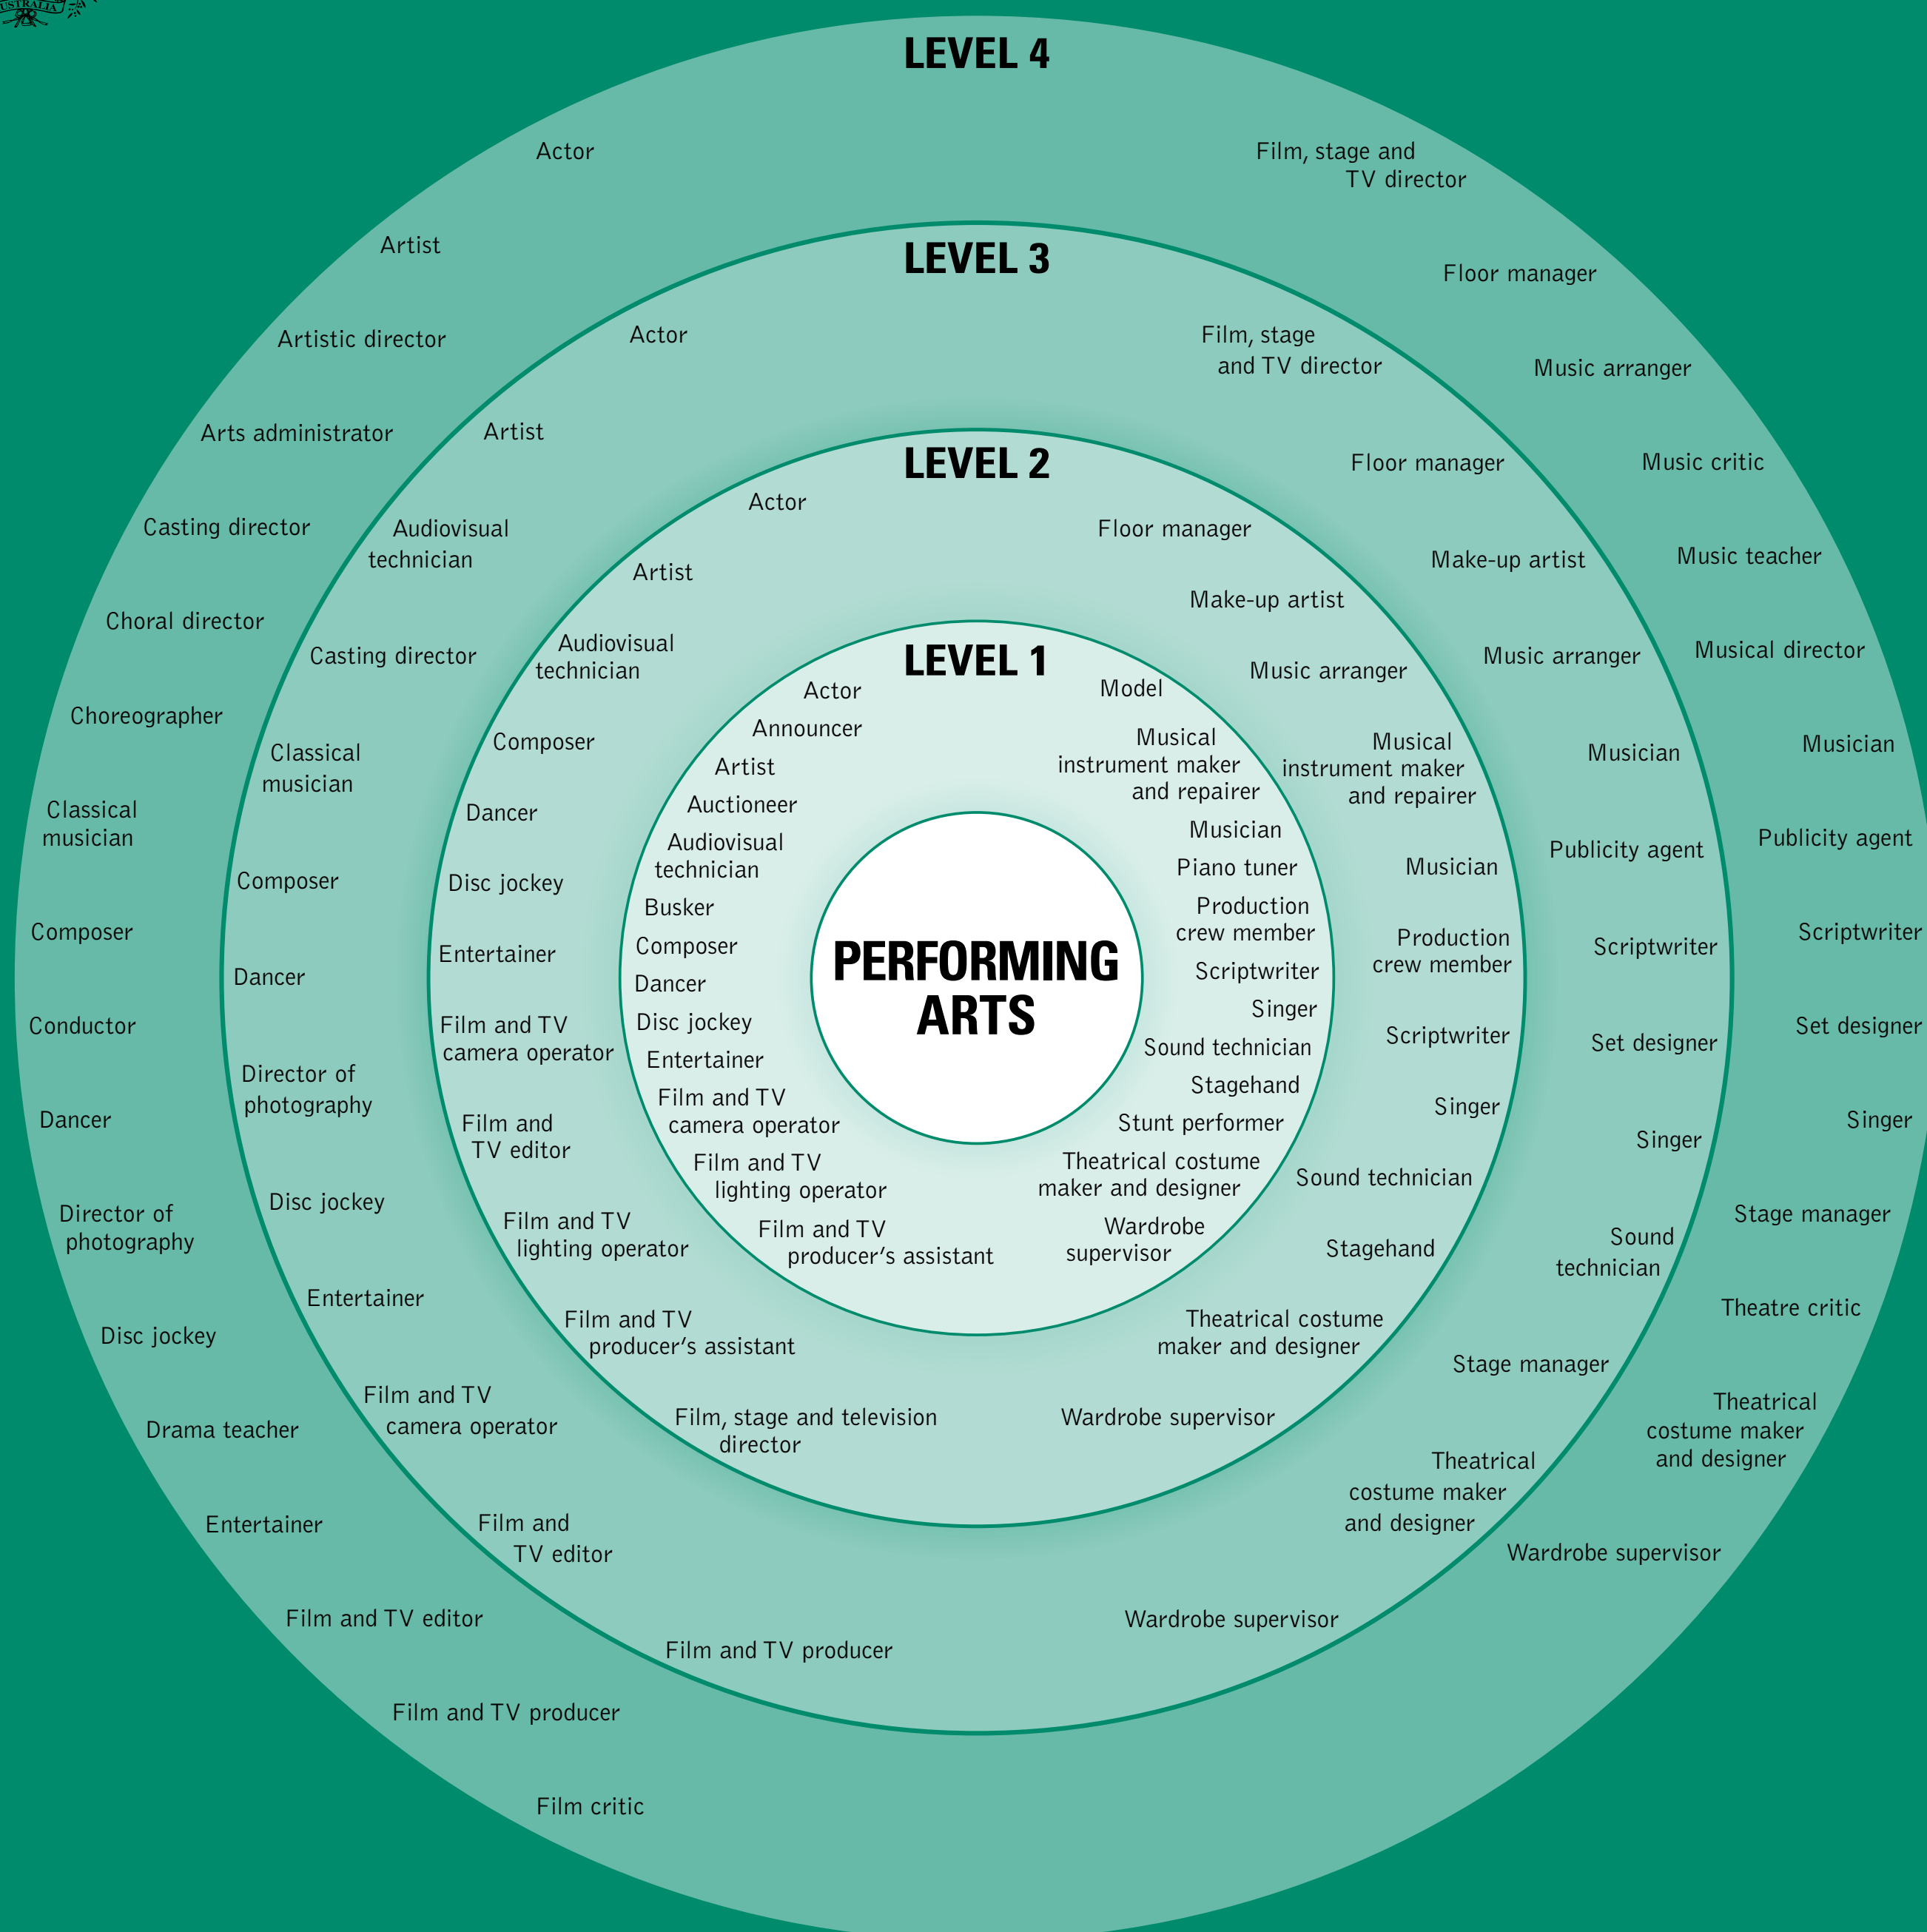 USTRALIA
LEVEL 4
Actor
Artist
Artistic director
Arts administrator
Casting director
Choral director
Choreographer
Classical
musician
Composer
Conductor
Dancer
Director of
photography
Disc jockey
Drama teacher
Entertainer
Film and TV editor
Film and TV producer
Film critic
Film, stage and
TV director
Floor manager
Music arranger
Music critic
Music teacher
Musical director
Musician
Publicity agent
Scriptwriter
Set designer
Singer
Stage manager
Theatre critic
Theatrical
costume maker
and designer
Wardrobe supervisor
LEVEL 3
Actor
Artist
Audiovisual
technician
Casting director
Classical
musician
Composer
Dancer
Director of
photography
Disc jockey
Entertainer
Film and TV
camera operator
Film and
TV editor
Film and TV producer
Film, stage
and TV director
Floor manager
Make-up artist
Music arranger
Musician
Publicity agent
Scriptwriter
Set designer
Singer
Sound
technician
Stage manager
Theatrical
costume maker
and designer
Wardrobe supervisor
LEVEL 2
Actor
Artist
Audiovisual
technician
Composer
Dancer
Disc jockey
Entertainer
Film and TV
camera operator
Film and
TV editor
Film and TV
lighting operator
Film and TV
producer's assistant
Film, stage and television
director
Floor manager
Make-up artist
Music arranger
Musical
instrument maker
and repairer
Musician
Production
crew member
Scriptwriter
Singer
Sound technician
Stagehand
Theatrical costume
maker and designer
Wardrobe supervisor
LEVEL 1
Actor
Announcer
Artist
Auctioneer
Audiovisual
technician
Busker
Composer
Dancer
Disc jockey
Entertainer
Film and TV
camera operator
Film and TV
lighting operator
Film and TV
producer's assistant
Model
Musical
instrument maker
and repairer
Musician
Piano tuner
Production
crew member
Scriptwriter
Singer
Sound technician
Stagehand
Stunt performer
Theatrical costume
maker and designer
Wardrobe
supervisor
PERFORMING
ARTS